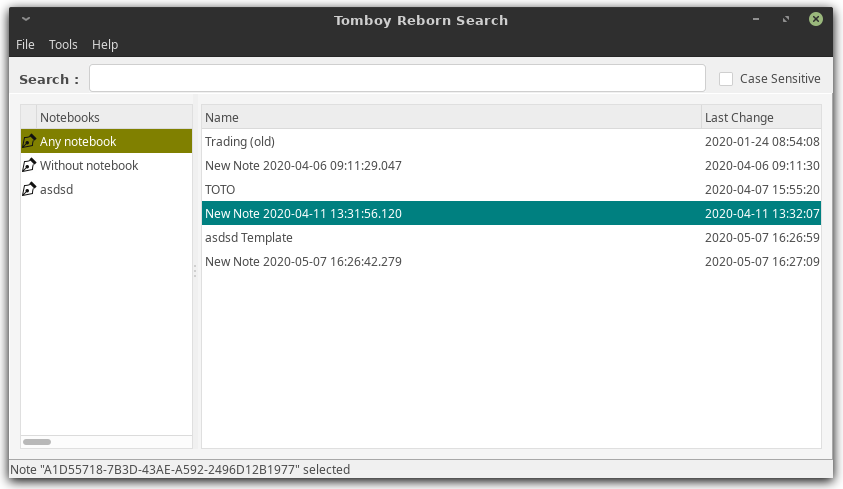 Tomboy Reborn Search
File Tools Help
Search : Case Sensitive
Notebooks Name Last Change
Any notebook Trading (old) 2020-01-24 08:54:08
Without notebook New Note 2020-04-06 09:11:29.047 2020-04-06 09:11:30
asdsd TOTO 2020-04-07 15:55:20
New Note 2020-04-11 13:31:56.120 2020-04-11 13:32:07
asdsd Template 2020-05-07 16:26:59
New Note 2020-05-07 16:26:42.279 2020-05-07 16:27:09
Note "A1D55718-7B3D-43AE-A592-2496D12B1977" selected